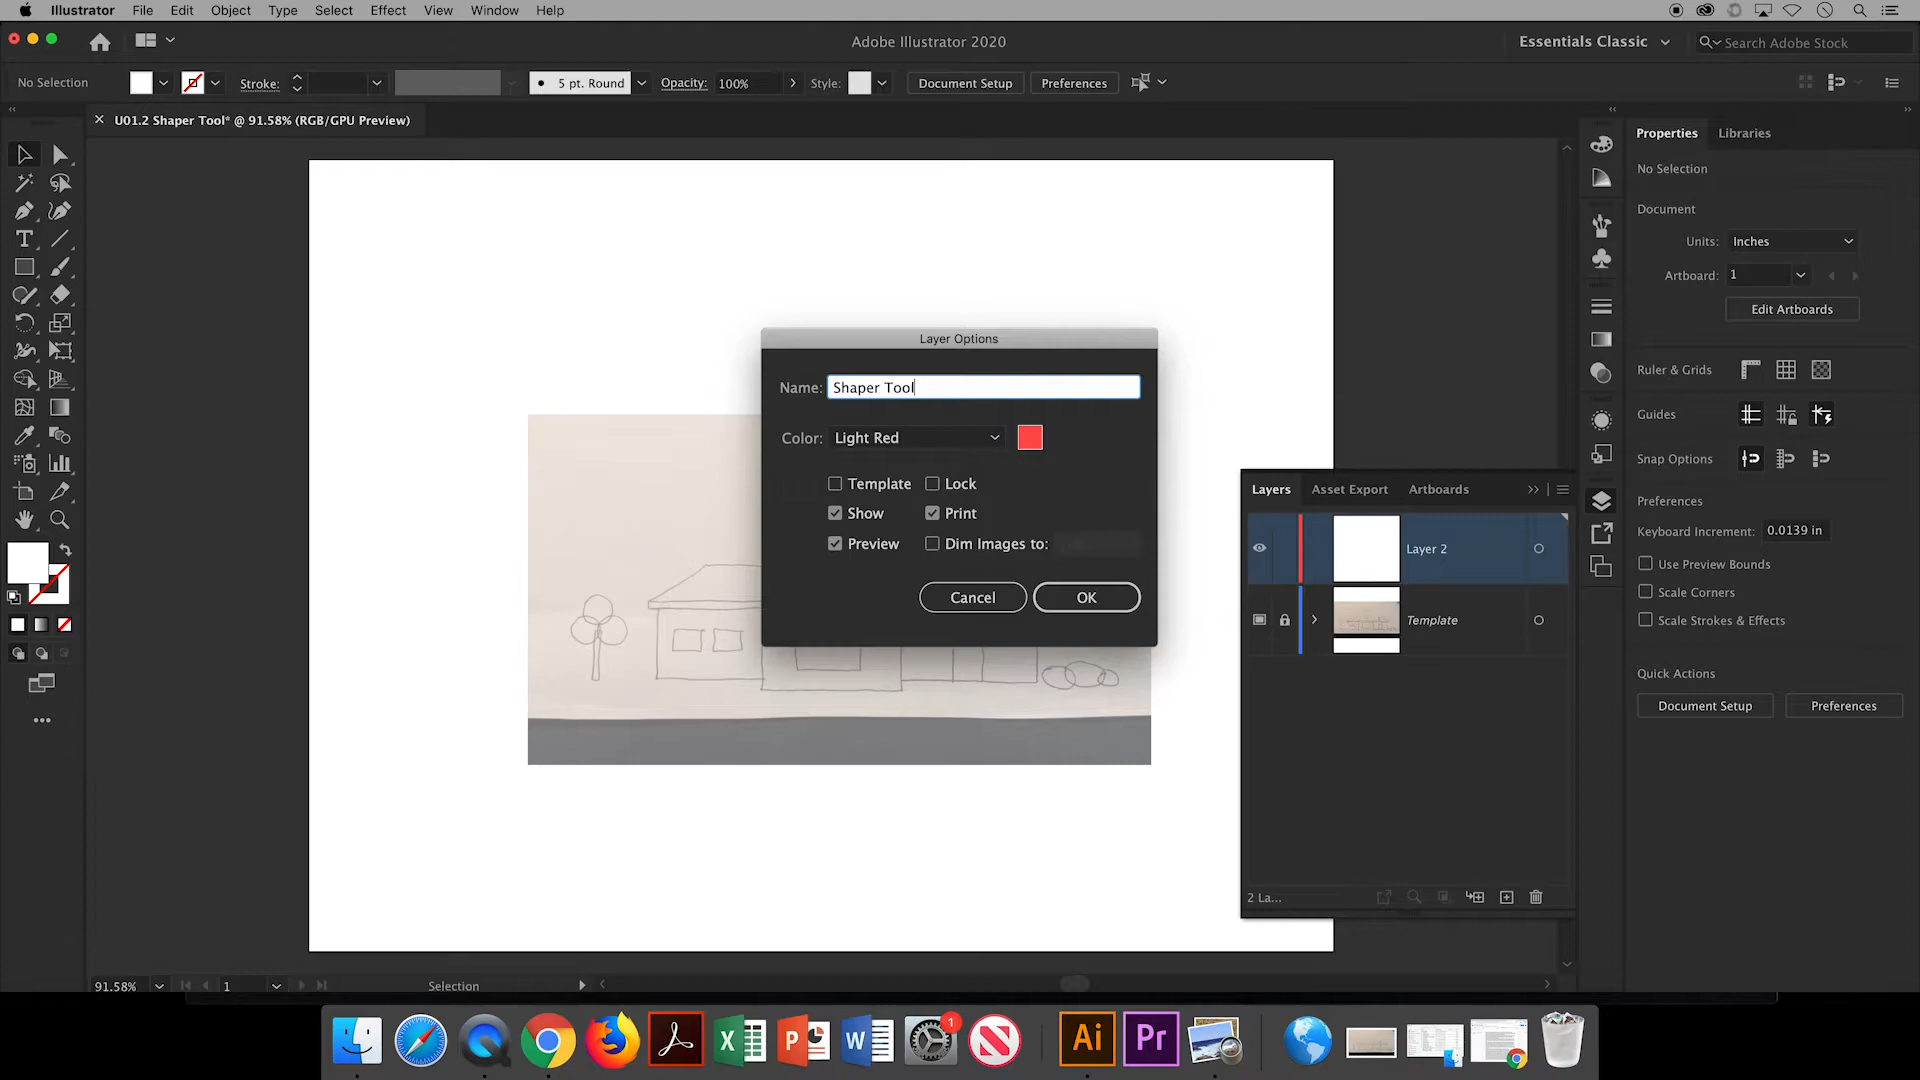 Illustrator File Edit Object Type Select Effect View Window Help
Adobe Illustrator 2020
Essentials Classic
Search Adobe Stock
No Selection
Stroke:
5 pt. Round
Opacity: 100%
Style:
Document Setup
Preferences
U01.2 Shaper Tool* @ 91.58% (RGB/GPU Preview)
Properties Libraries
No Selection
Document
Units: Inches
Artboard: 1
Edit Artboards
Ruler & Grids
Guides
Snap Options
Preferences
Keyboard Increment: 0.0139 in
Use Preview Bounds
Scale Corners
Scale Strokes & Effects
Quick Actions
Document Setup
Preferences
Layer Options
Name: Shaper Tool
Color: Light Red
Template Lock
Show Print
Preview Dim Images to:
Cancel OK
Layers Asset Export Artboards
Layer 2
Template
2 La...
91.58%
1
Selection
1
Ai Pr